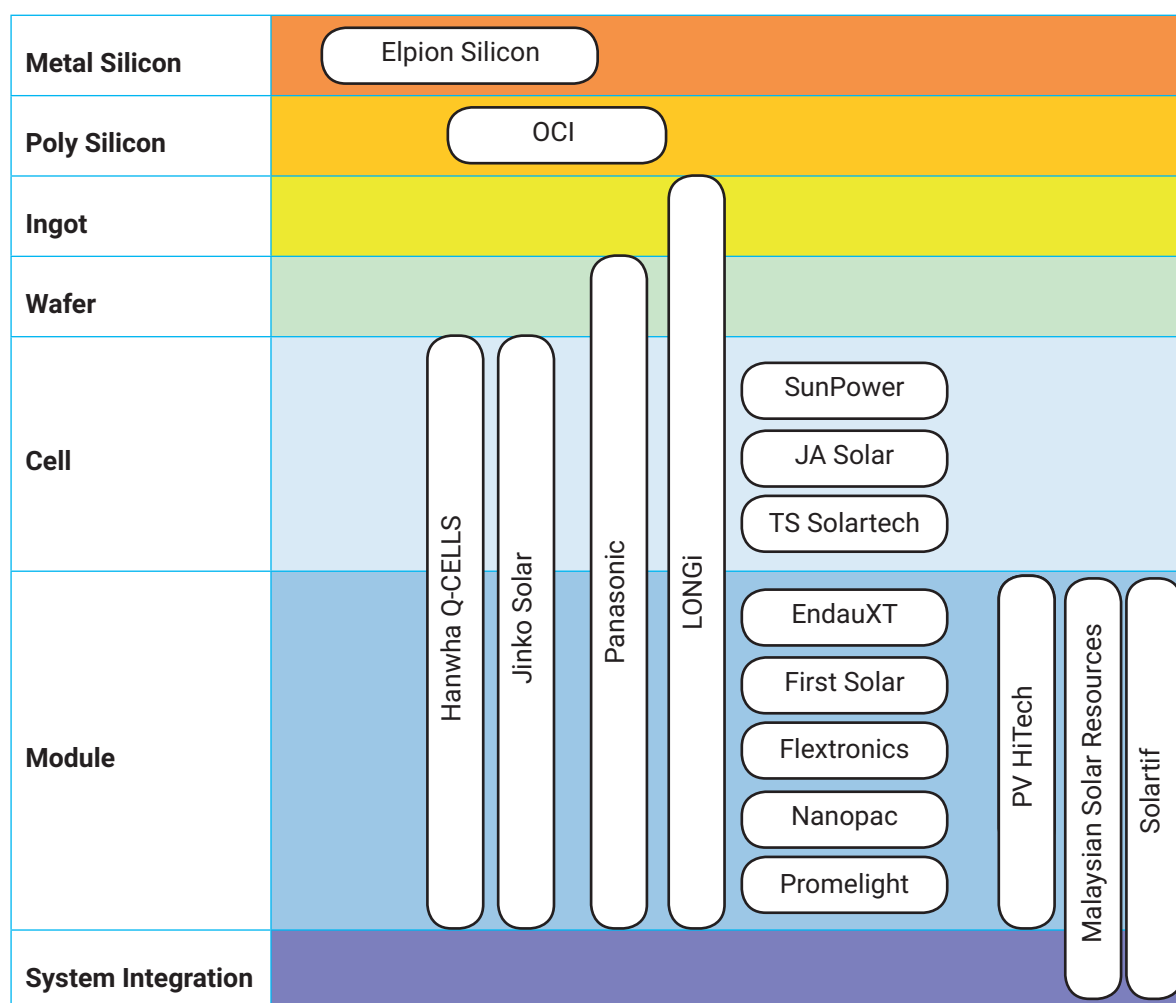 Metal Silicon
Elpion Silicon
Poly Silicon
OCI
Ingot
Wafer
Cell
Hanwha Q-CELLS
Jinko Solar
Panasonic
LONGi
SunPower
JA Solar
TS Solartech
Module
EndauXT
First Solar
Flextronics
Nanopac
Promelight
PV HiTech
Malaysian Solar Resources
Solartif
System Integration